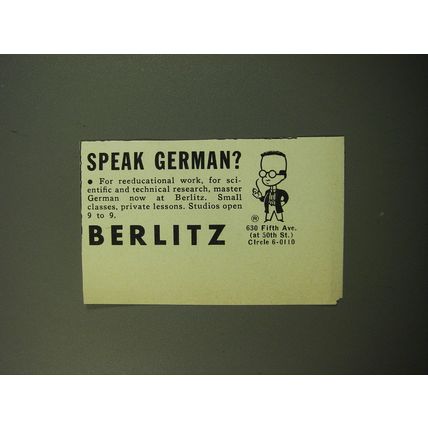 SPEAK GERMAN?
● For reeducational work, for sci-
entific and technical research, master
German now at Berlitz. Small
classes, private lessons. Studios open
9 to 9.
BERLITZ
®
630 Fifth Ave.
(at 50th St.)
CIrcle 6-0110